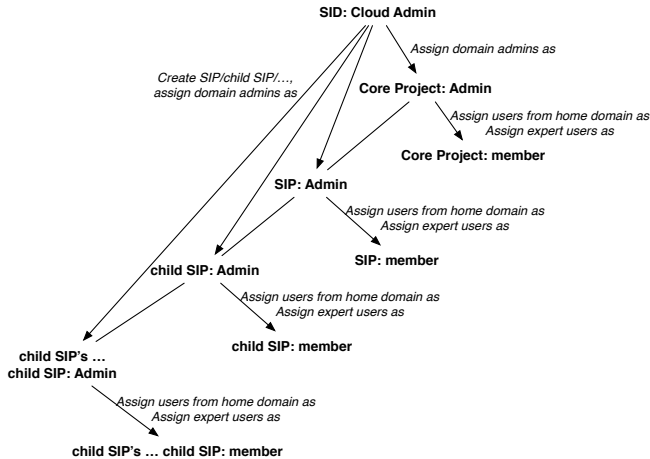 SID: Cloud Admin
Assign domain admins as
Create SIP/child SIP/…,
assign domain admins as
Core Project: Admin
Assign users from home domain as
Assign expert users as
Core Project: member
SIP: Admin
Assign users from home domain as
Assign expert users as
SIP: member
child SIP: Admin
Assign users from home domain as
Assign expert users as
child SIP: member
child SIP's …
child SIP: Admin
Assign users from home domain as
Assign expert users as
child SIP's … child SIP: member